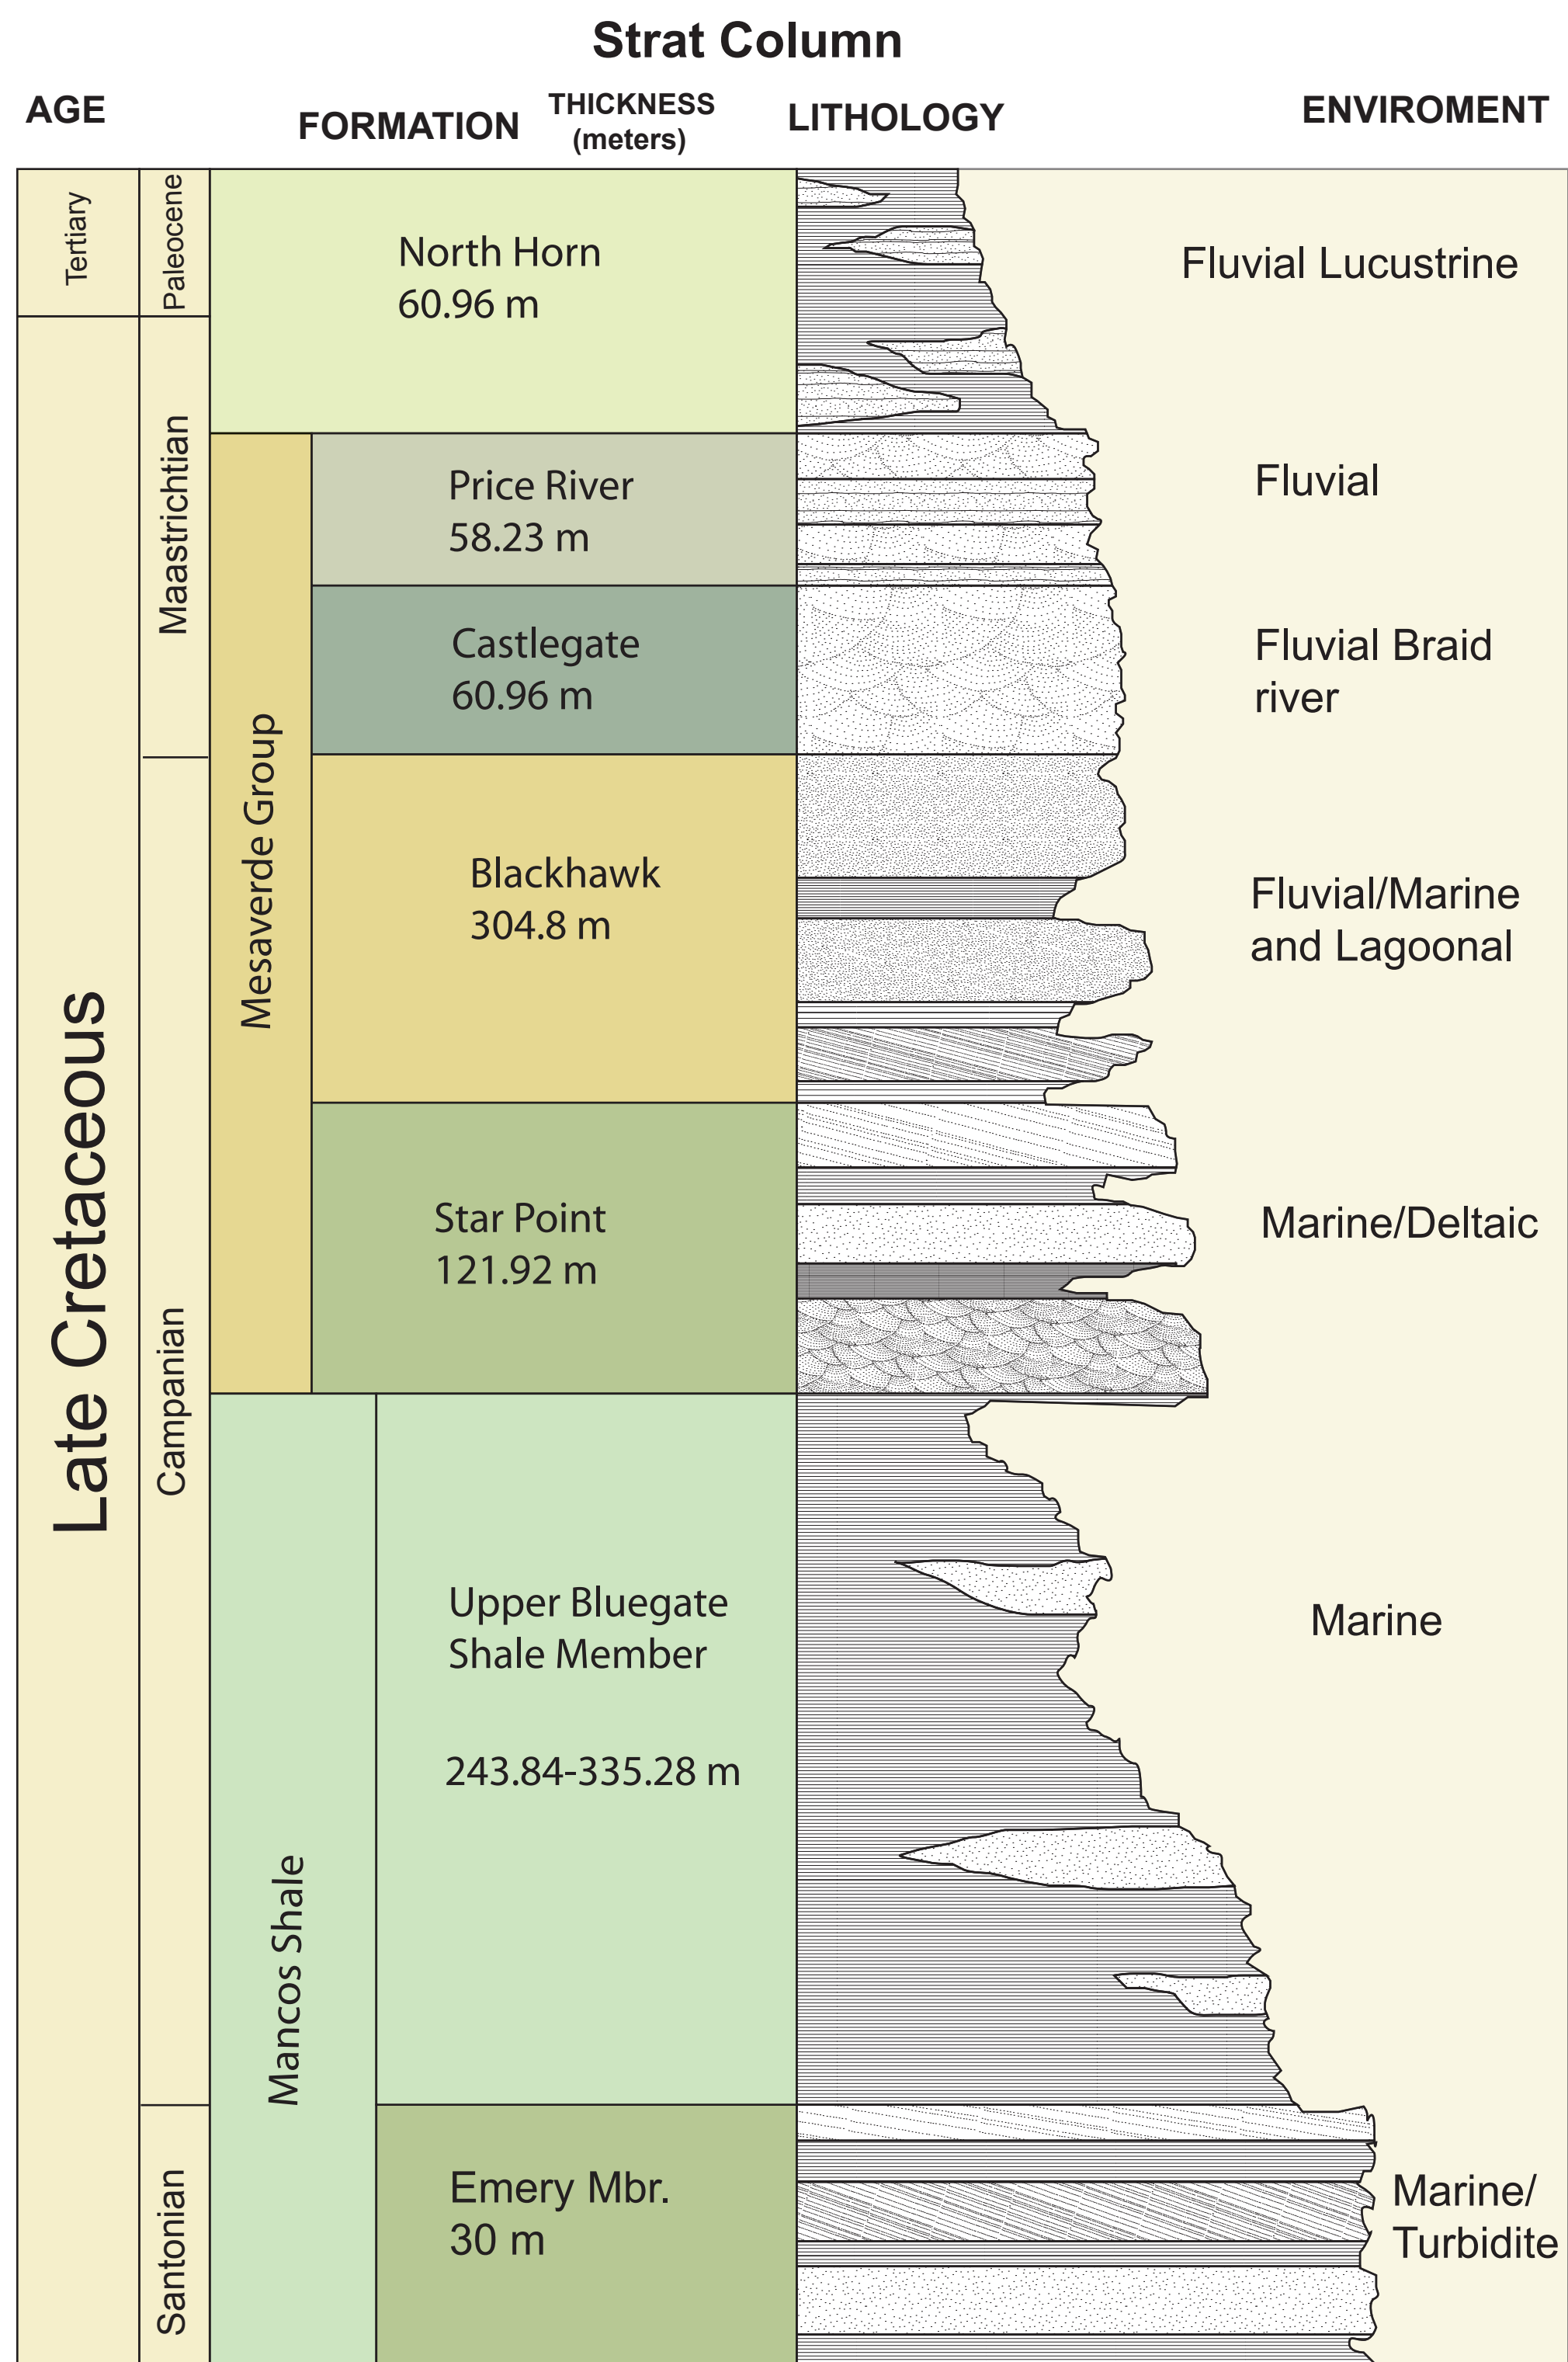 Strat Column
AGE
FORMATION
THICKNESS
(meters)
LITHOLOGY
ENVIROMENT
Tertiary
Paleocene
North Horn
60.96 m
Fluvial Lucustrine
Late Cretaceous
Maastrichtian
Mesaverde Group
Price River
58.23 m
Fluvial
Castlegate
60.96 m
Fluvial Braid
river
Campanian
Blackhawk
304.8 m
Fluvial/Marine
and Lagoonal
Star Point
121.92 m
Marine/Deltaic
Mancos Shale
Upper Bluegate
Shale Member
243.84-335.28 m
Marine
Santonian
Emery Mbr.
30 m
Marine/
Turbidite